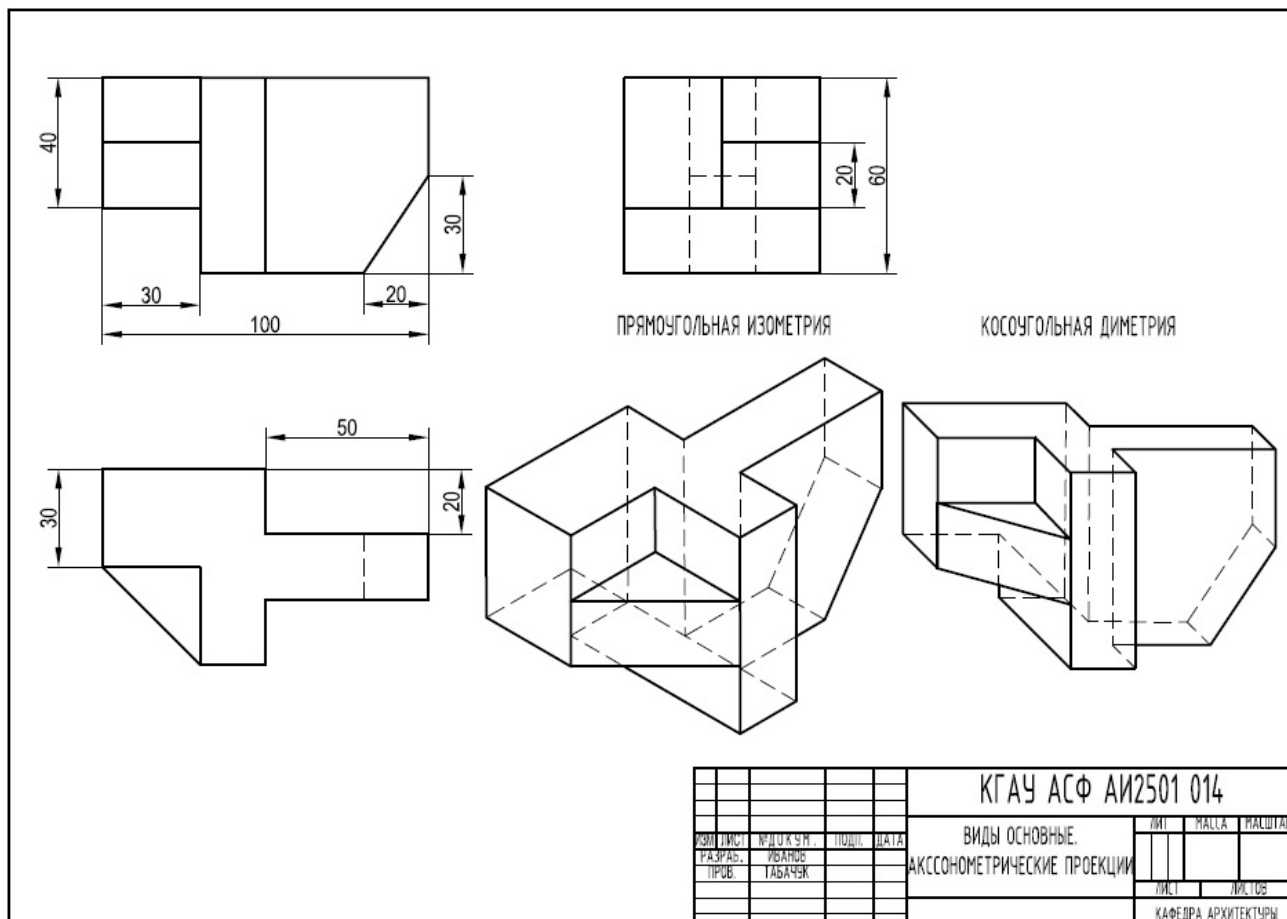 40
30
100
30
20
20
60
ПРЯМОУГОЛЬНАЯ ИЗОМЕТРИЯ
КОСОУГОЛЬНАЯ ДИМЕТРИЯ
50
30
20
КГАУ АСФ АИ2501 014
ВИДЫ ОСНОВНЫЕ.
АКССОНОМЕТРИЧЕСКИЕ ПРОЕКЦИИ
ЛИТ МАССА МАСШТАБ
ИЗМ ЛИСТ №ДОКУМ. ПОДП. ДАТА
РАЗРАБ. ИВАНОВ
ПРОВ. ТАБАЧУК
ЛИСТ ЛИСТОВ
КАФЕДРА АРХИТЕКТУРЫ